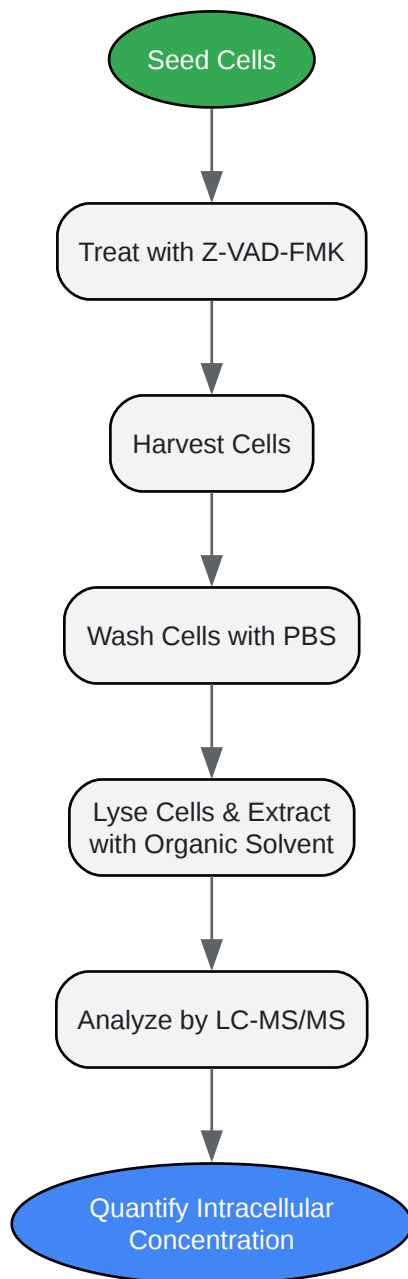 Seed Cells
Treat with Z-VAD-FMK
Harvest Cells
Wash Cells with PBS
Lyse Cells & Extract
with Organic Solvent
Analyze by LC-MS/MS
Quantify Intracellular
Concentration